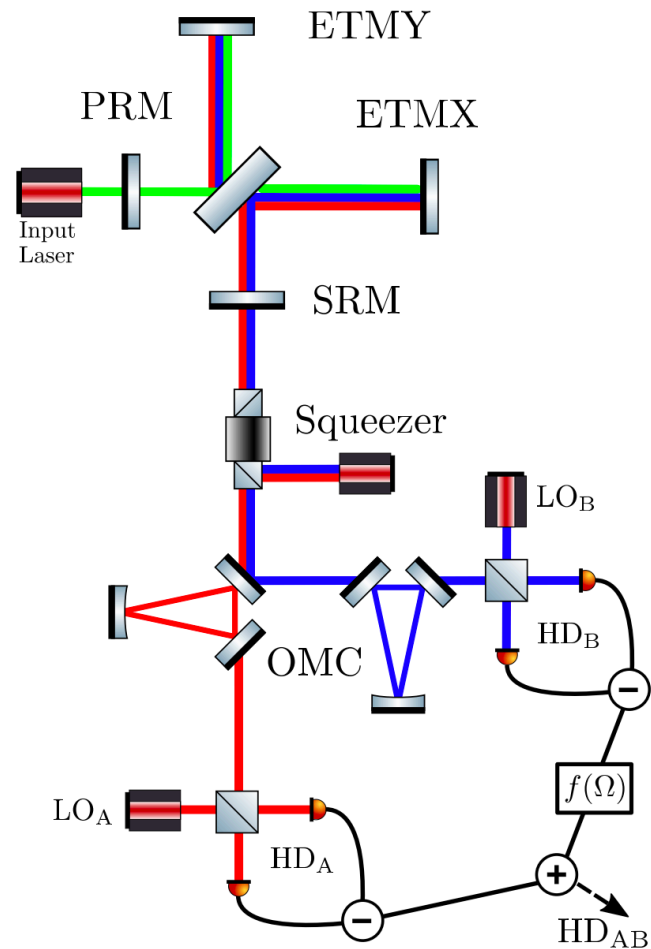 ETMY
PRM
ETMX
Input
Laser
SRM
Squeezer
LO_B
HD_B
OMC
f(Ω)
LO_A
HD_A
HD_AB